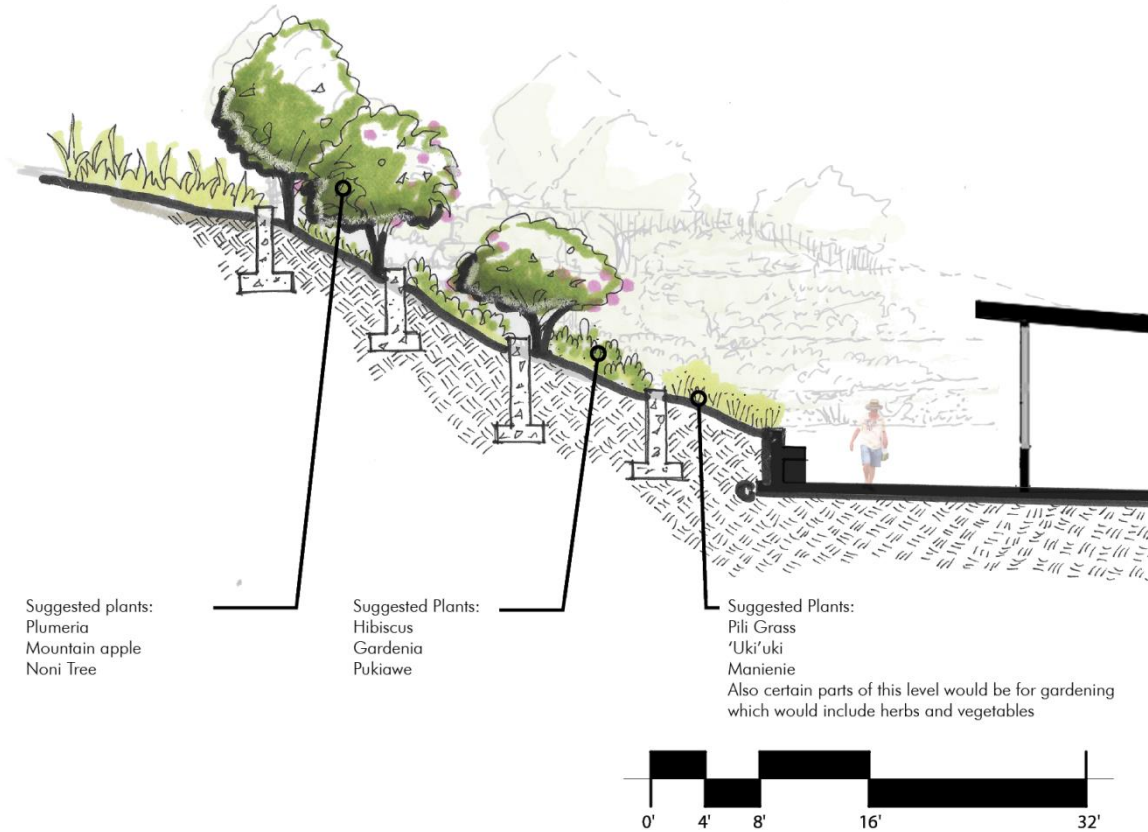 Suggested plants:
Plumeria
Mountain apple
Noni Tree
Suggested Plants:
Hibiscus
Gardenia
Pukiawe
Suggested Plants:
Pili Grass
‘Uki’uki
Manienie
Also certain parts of this level would be for gardening
which would include herbs and vegetables
0' 4' 8' 16' 32'